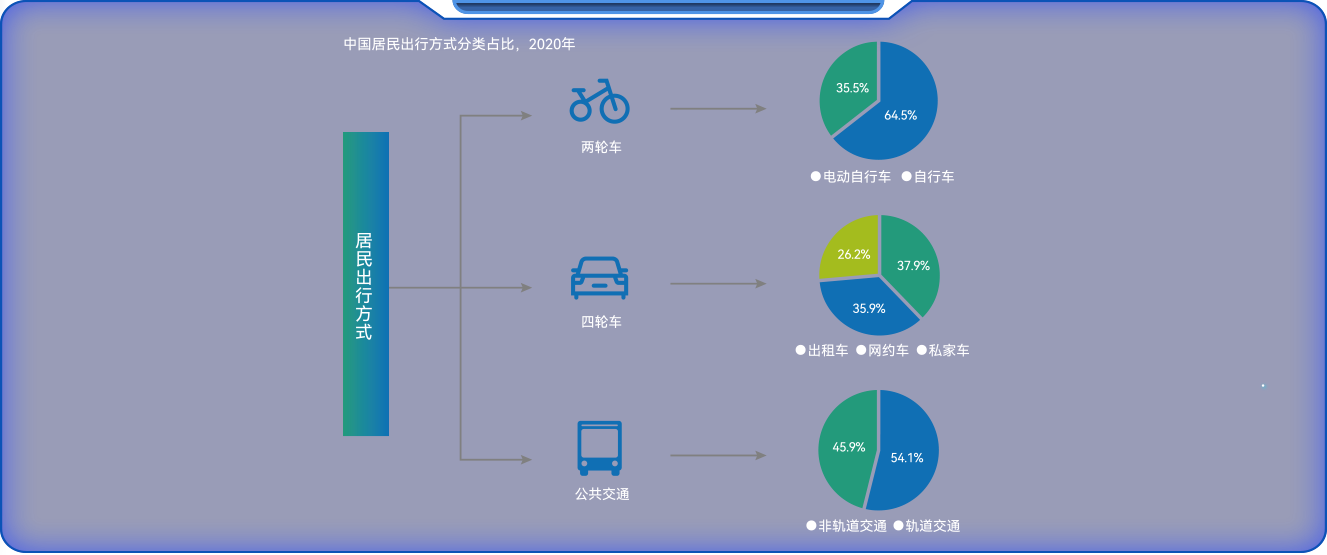 中国居民出行方式分类占比，2020年
居民出行方式
两轮车
35.5%
64.5%
电动自行车 自行车
四轮车
26.2%
37.9%
35.9%
出租车 网约车 私家车
公共交通
45.9%
54.1%
非轨道交通 轨道交通